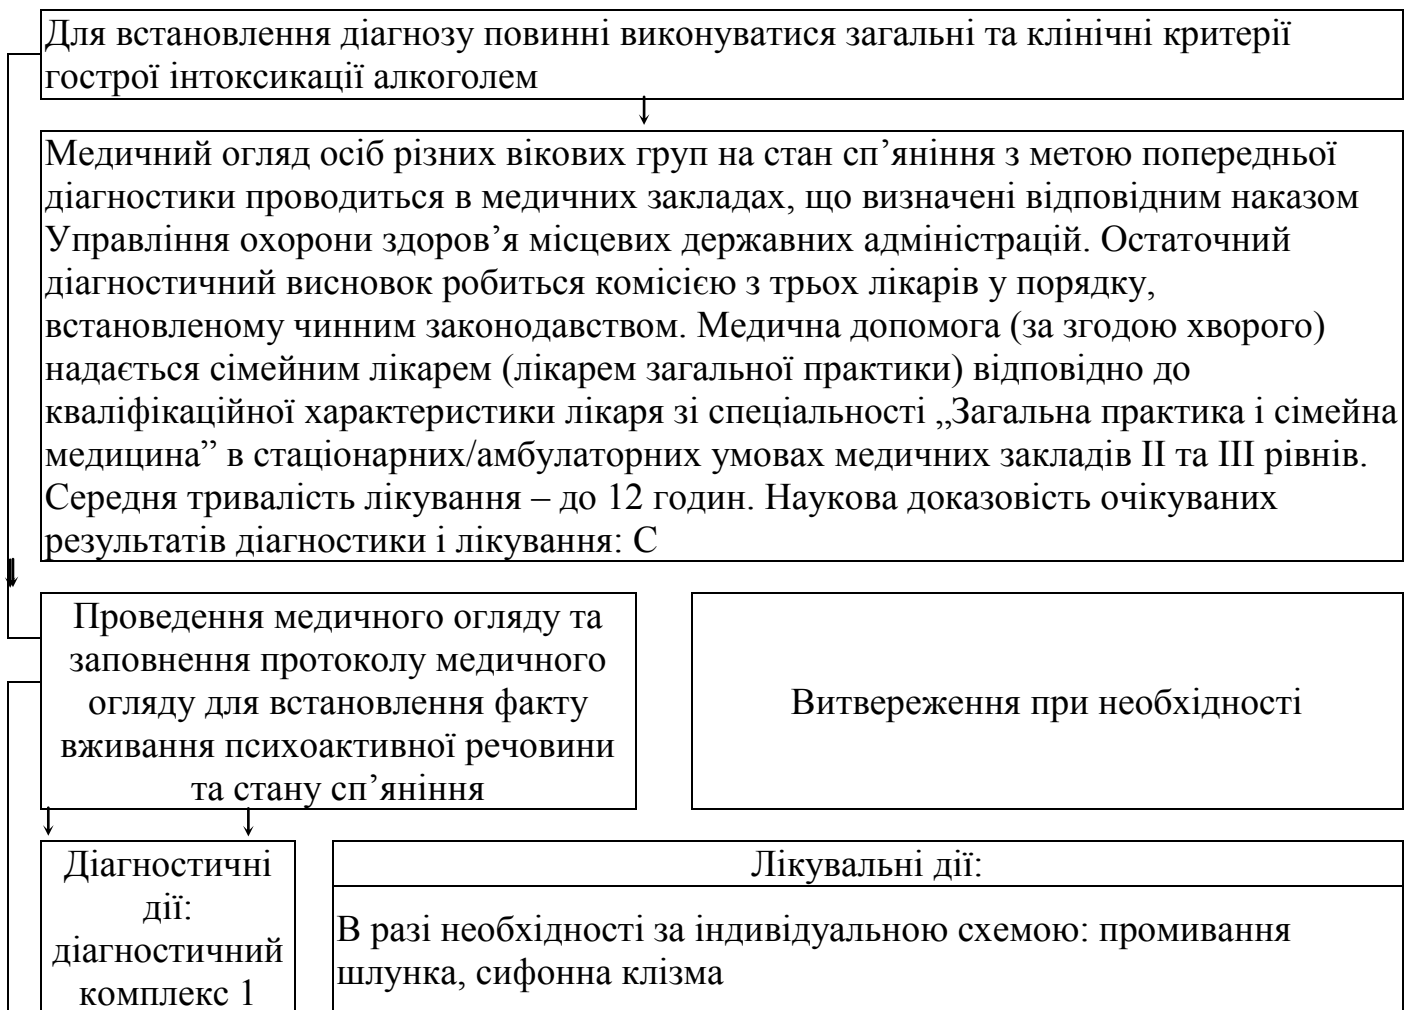 Для встановлення діагнозу повинні виконуватися загальні та клінічні критерії
гострої інтоксикації алкоголем
Медичний огляд осіб різних вікових груп на стан сп’яніння з метою попередньої
діагностики проводиться в медичних закладах, що визначені відповідним наказом
Управління охорони здоров’я місцевих державних адміністрацій. Остаточний
діагностичний висновок робиться комісією з трьох лікарів у порядку,
встановленому чинним законодавством. Медична допомога (за згодою хворого)
надається сімейним лікарем (лікарем загальної практики) відповідно до
кваліфікаційної характеристики лікаря зі спеціальності „Загальна практика і сімейна
медицина” в стаціонарних/амбулаторних умовах медичних закладів II та III рівнів.
Середня тривалість лікування – до 12 годин. Наукова доказовість очікуваних
результатів діагностики і лікування: С
Проведення медичного огляду та
заповнення протоколу медичного
огляду для встановлення факту
вживання психоактивної речовини
та стану сп’яніння
Витвереження при необхідності
Діагностичні
дії:
діагностичний
комплекс 1
Лікувальні дії:
В разі необхідності за індивідуальною схемою: промивання
шлунка, сифонна клізма